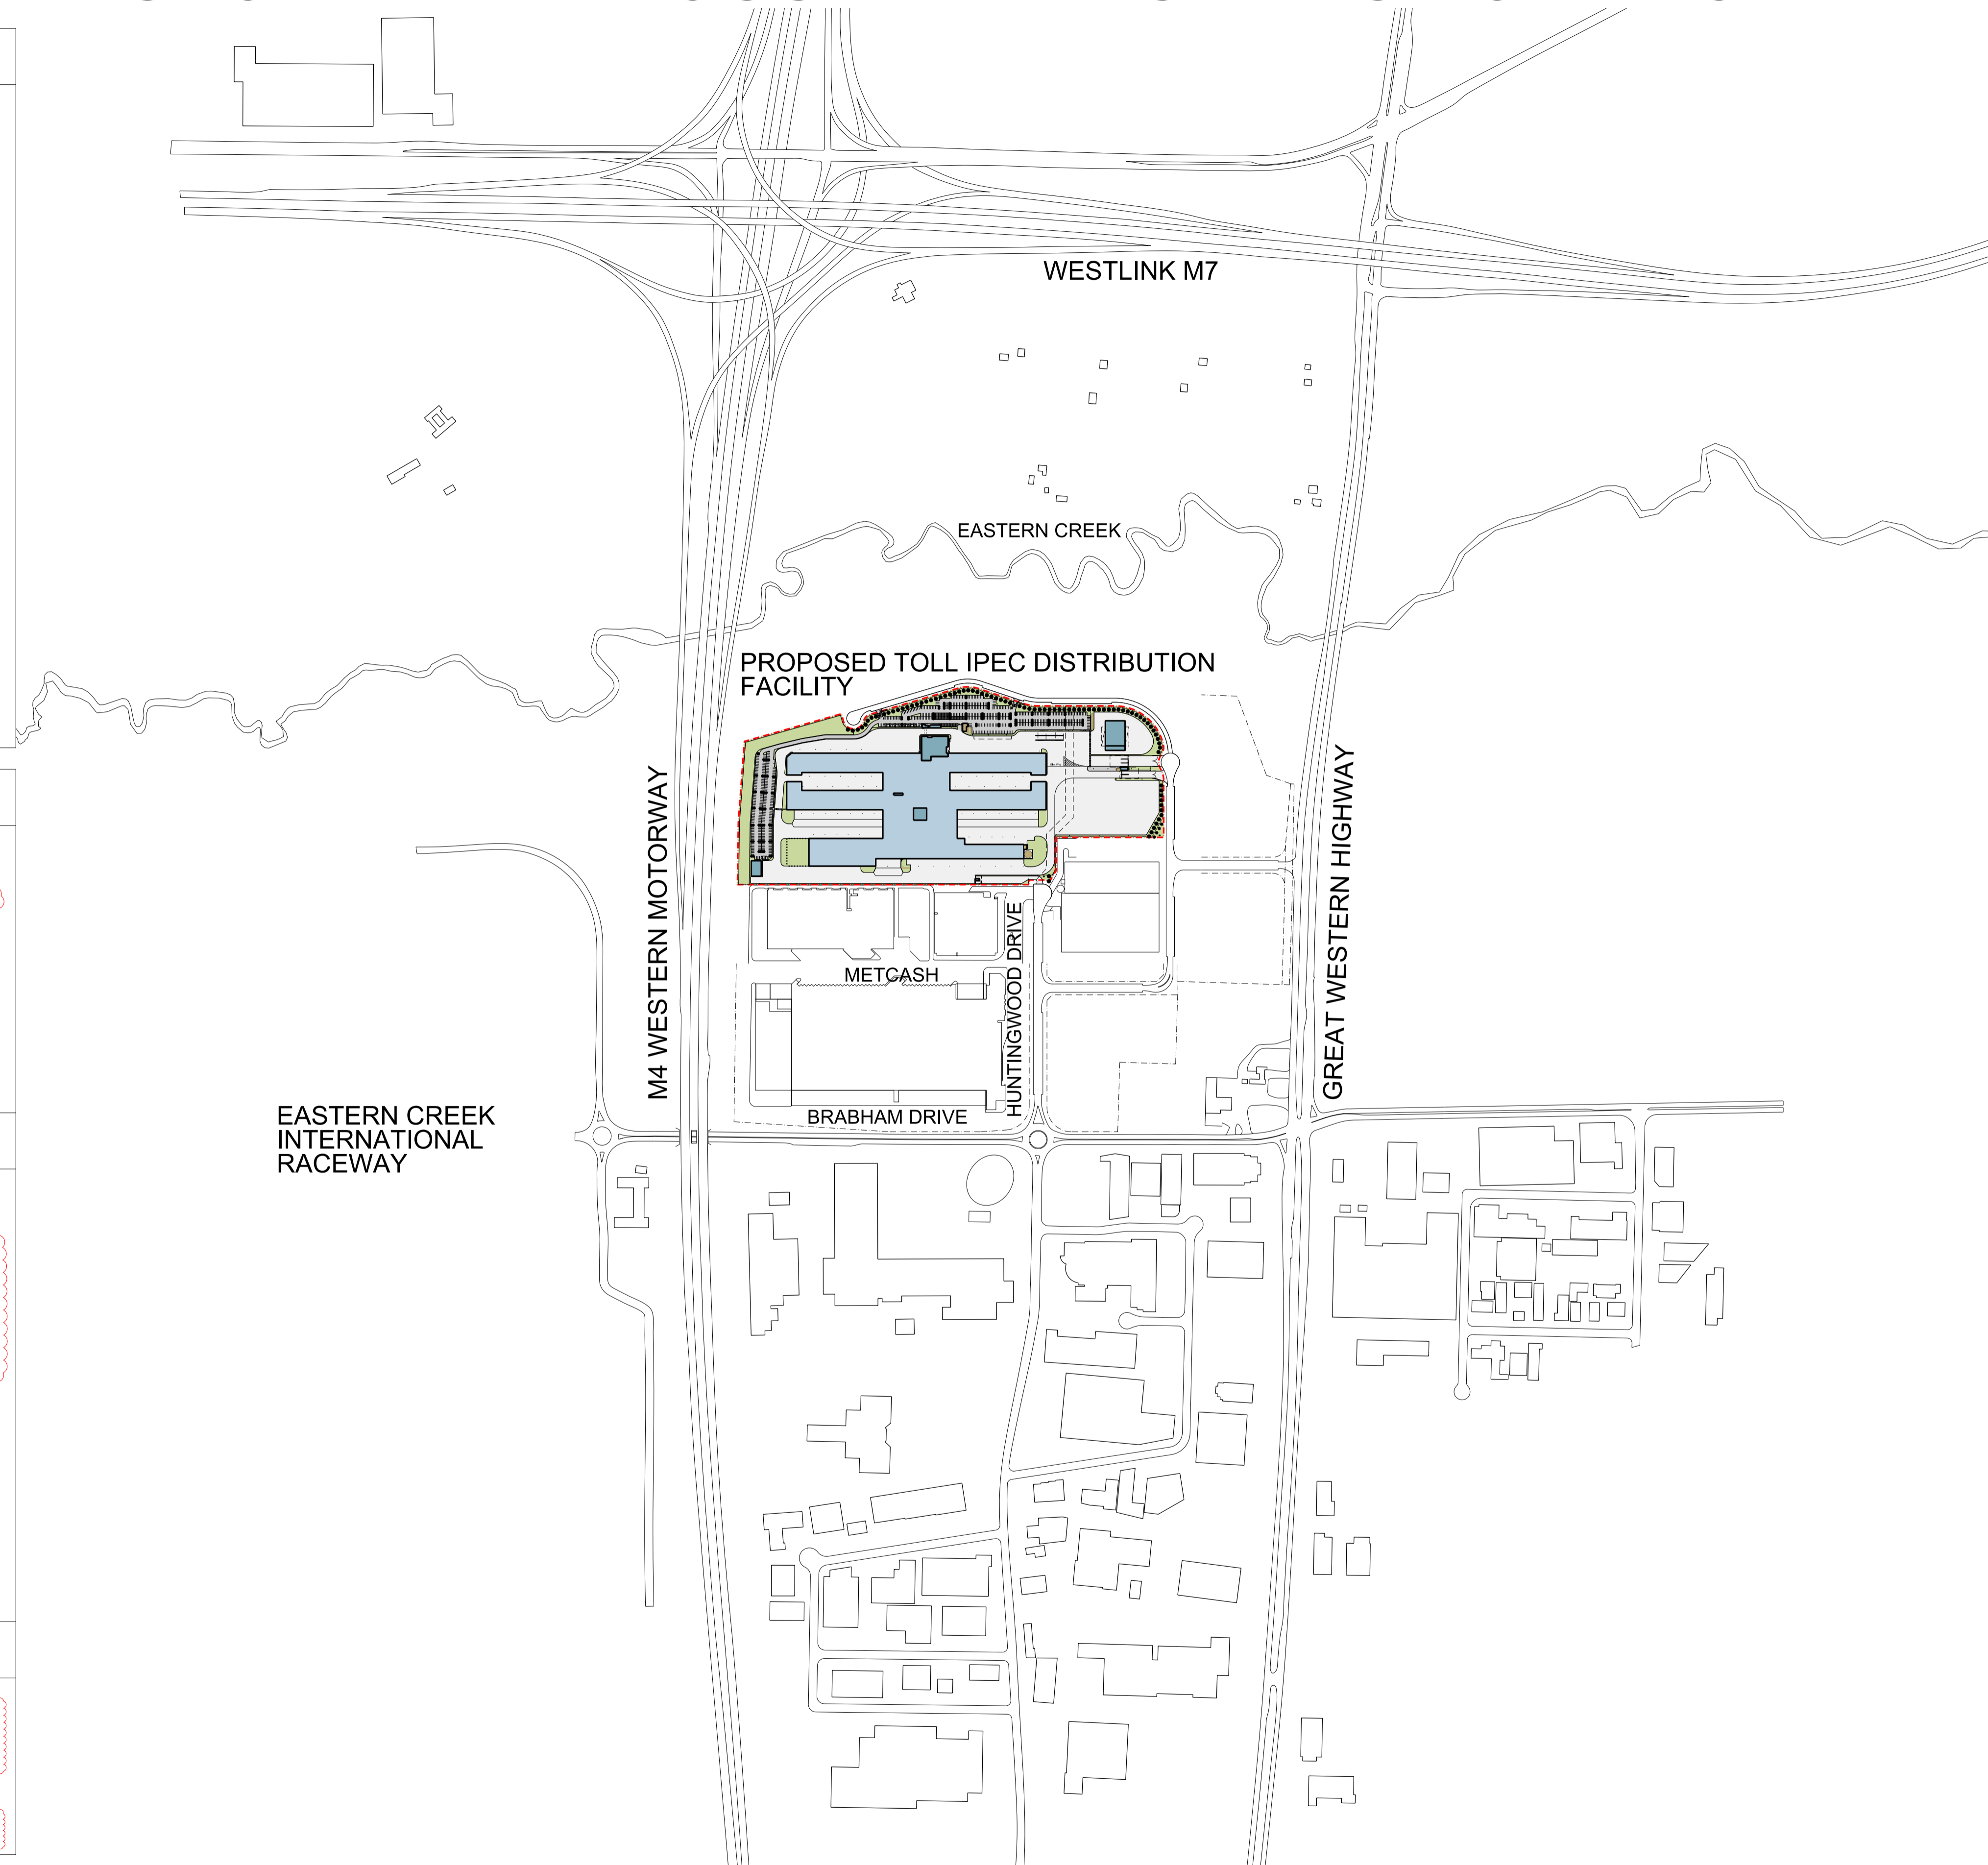 WESTLINK M7
EASTERN CREEK
PROPOSED TOLL IPEC DISTRIBUTION
FACILITY
M4 WESTERN MOTORWAY
GREAT WESTERN HIGHWAY
HUNTINGWOOD DRIVE
METCASH
BRABHAM DRIVE
EASTERN CREEK
INTERNATIONAL
RACEWAY